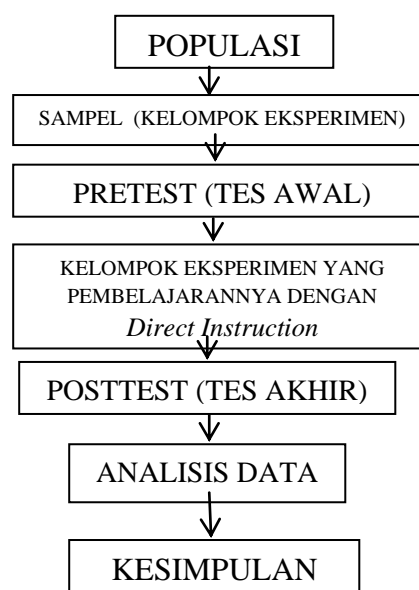 POPULASI
SAMPEL (KELOMPOK EKSPERIMEN)
PRETEST (TES AWAL)
KELOMPOK EKSPERIMEN YANG
PEMBELAJARANNYA DENGAN
Direct Instruction
POSTTEST (TES AKHIR)
ANALISIS DATA
KESIMPULAN